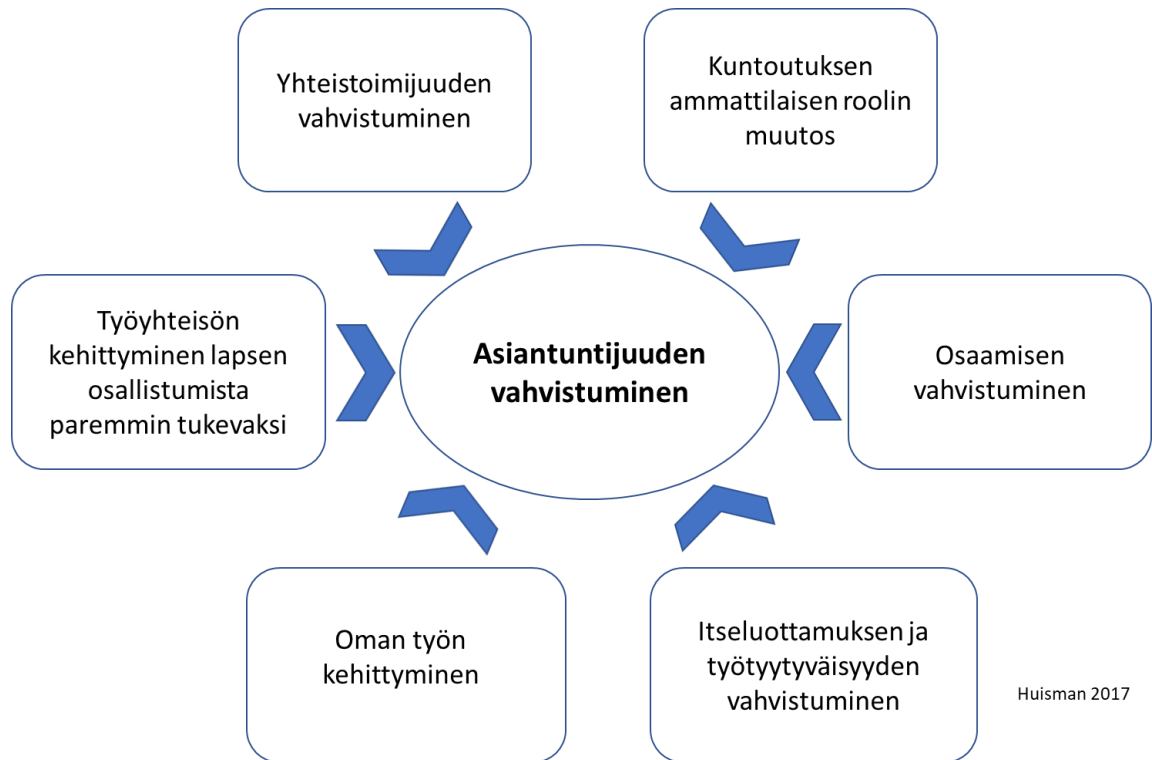 Yhteistoimijuuden
vahvistuminen
Kuntoutuksen
ammattilaisen roolin
muutos
Työyhteisön
kehittyminen lapsen
osallistumista
paremmin tukevaksi
Asiantuntijuuden
vahvistuminen
Osaamisen
vahvistuminen
Oman työn
kehittyminen
Itseluottamuksen ja
työtyytyväisyyden
vahvistuminen
Huisman 2017